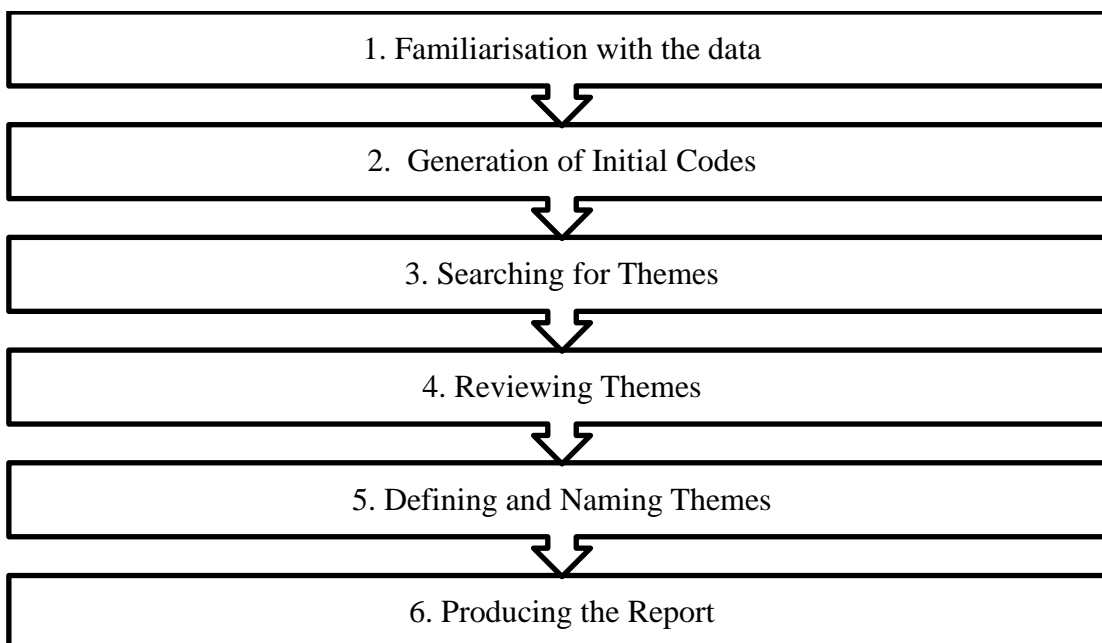 1. Familiarisation with the data
2.  Generation of Initial Codes
3. Searching for Themes
4. Reviewing Themes
5. Defining and Naming Themes
6. Producing the Report